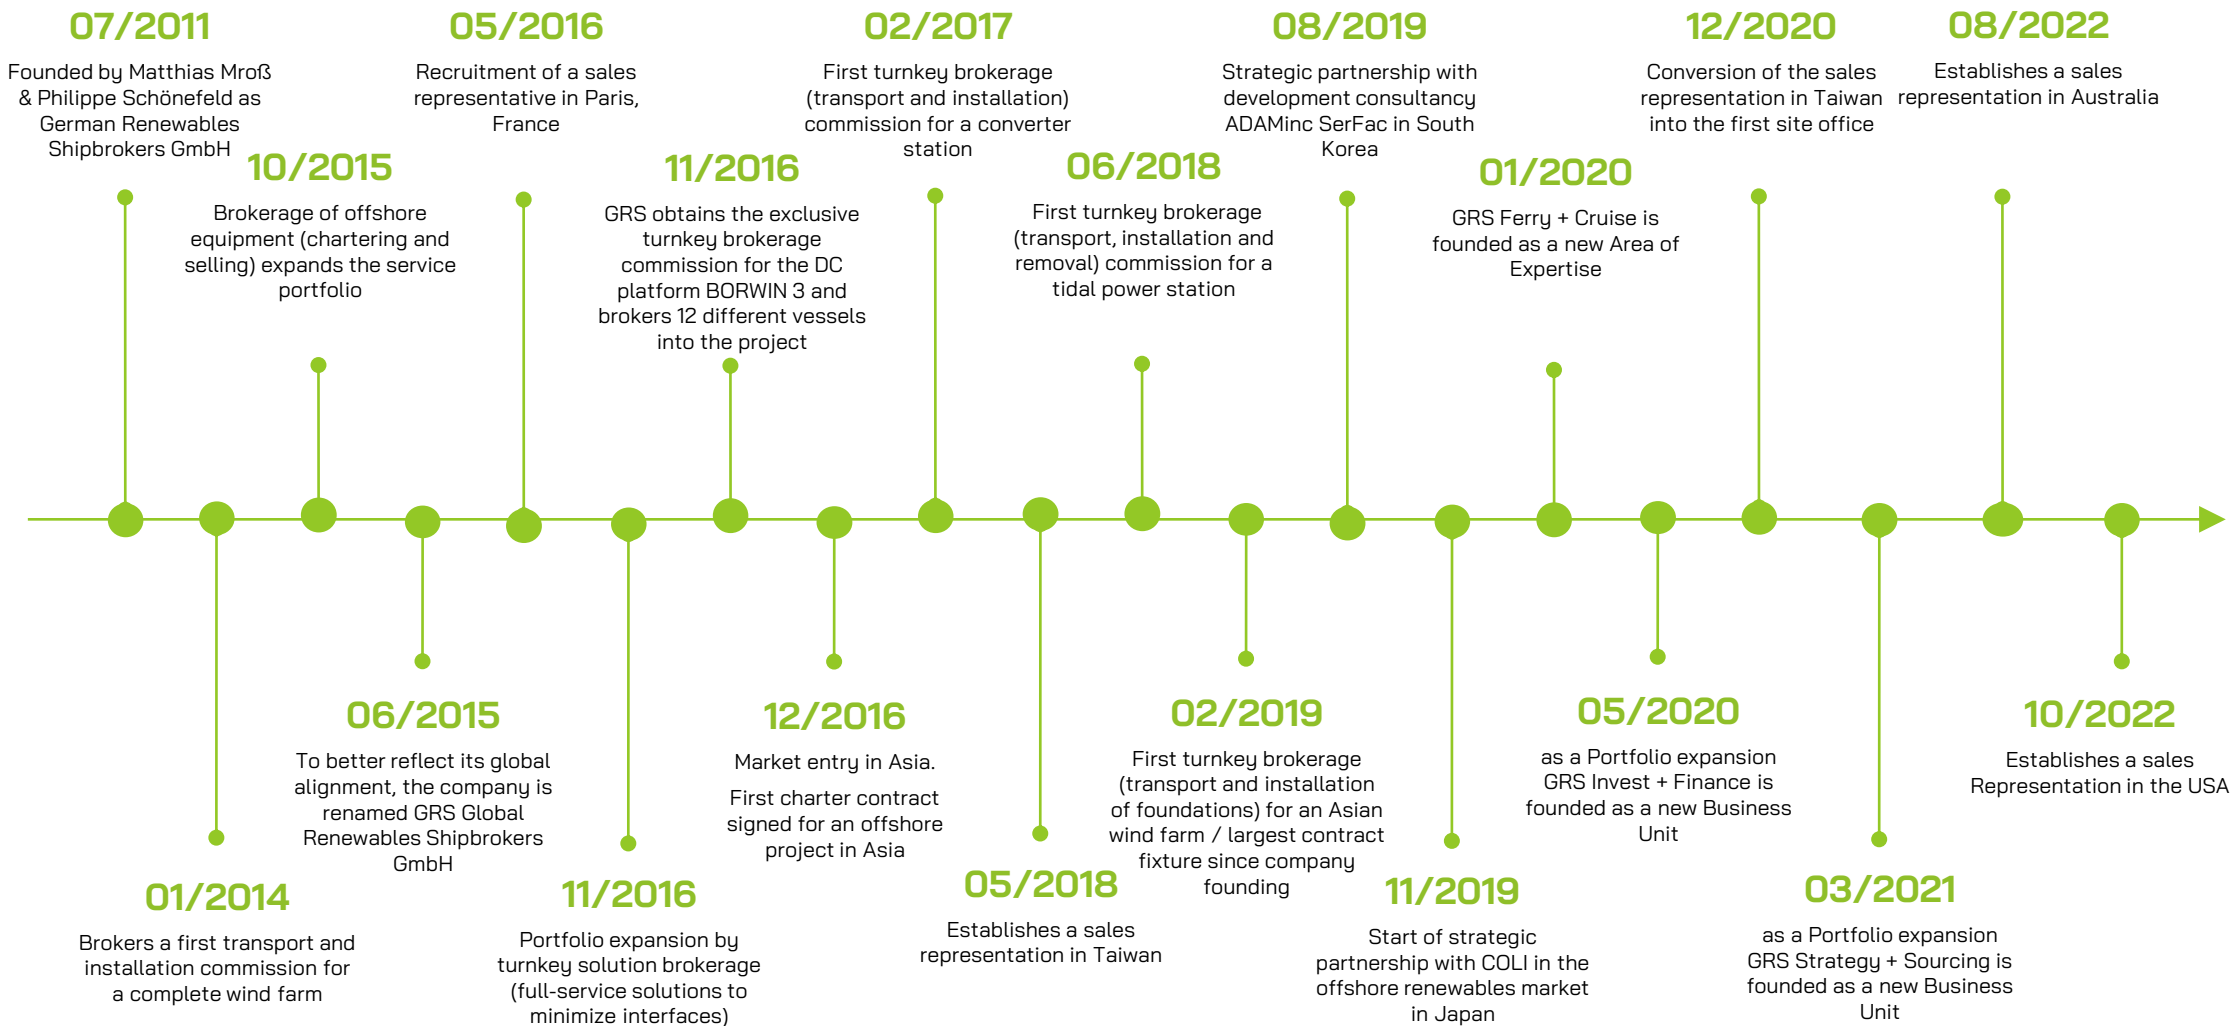 07/2011
Founded by Matthias Mroß
& Philippe Schönefeld as
German Renewables
Shipbrokers GmbH
01/2014
Brokers a first transport and
installation commission for
a complete wind farm
10/2015
Brokerage of offshore
equipment (chartering and
selling) expands the service
portfolio
06/2015
To better reflect its global
alignment, the company is
renamed GRS Global
Renewables Shipbrokers
GmbH
05/2016
Recruitment of a sales
representative in Paris,
France
11/2016
Portfolio expansion by
turnkey solution brokerage
(full-service solutions to
minimize interfaces)
11/2016
GRS obtains the exclusive
turnkey brokerage
commission for the DC
platform BORWIN 3 and
brokers 12 different vessels
into the project
12/2016
Market entry in Asia.
First charter contract
signed for an offshore
project in Asia
02/2017
First turnkey brokerage
(transport and installation)
commission for a converter
station
05/2018
Establishes a sales
representation in Taiwan
06/2018
First turnkey brokerage
(transport, installation and
removal) commission for a
tidal power station
02/2019
First turnkey brokerage
(transport and installation
of foundations) for an Asian
wind farm / largest contract
fixture since company
founding
08/2019
Strategic partnership with
development consultancy
ADAMinc SerFac in South
Korea
11/2019
Start of strategic
partnership with COLI in the
offshore renewables market
in Japan
01/2020
GRS Ferry + Cruise is
founded as a new Area of
Expertise
05/2020
as a Portfolio expansion
GRS Invest + Finance is
founded as a new Business
Unit
12/2020
Conversion of the sales
representation in Taiwan
into the first site office
03/2021
as a Portfolio expansion
GRS Strategy + Sourcing is
founded as a new Business
Unit
08/2022
Establishes a sales
representation in Australia
10/2022
Establishes a sales
Representation in the USA